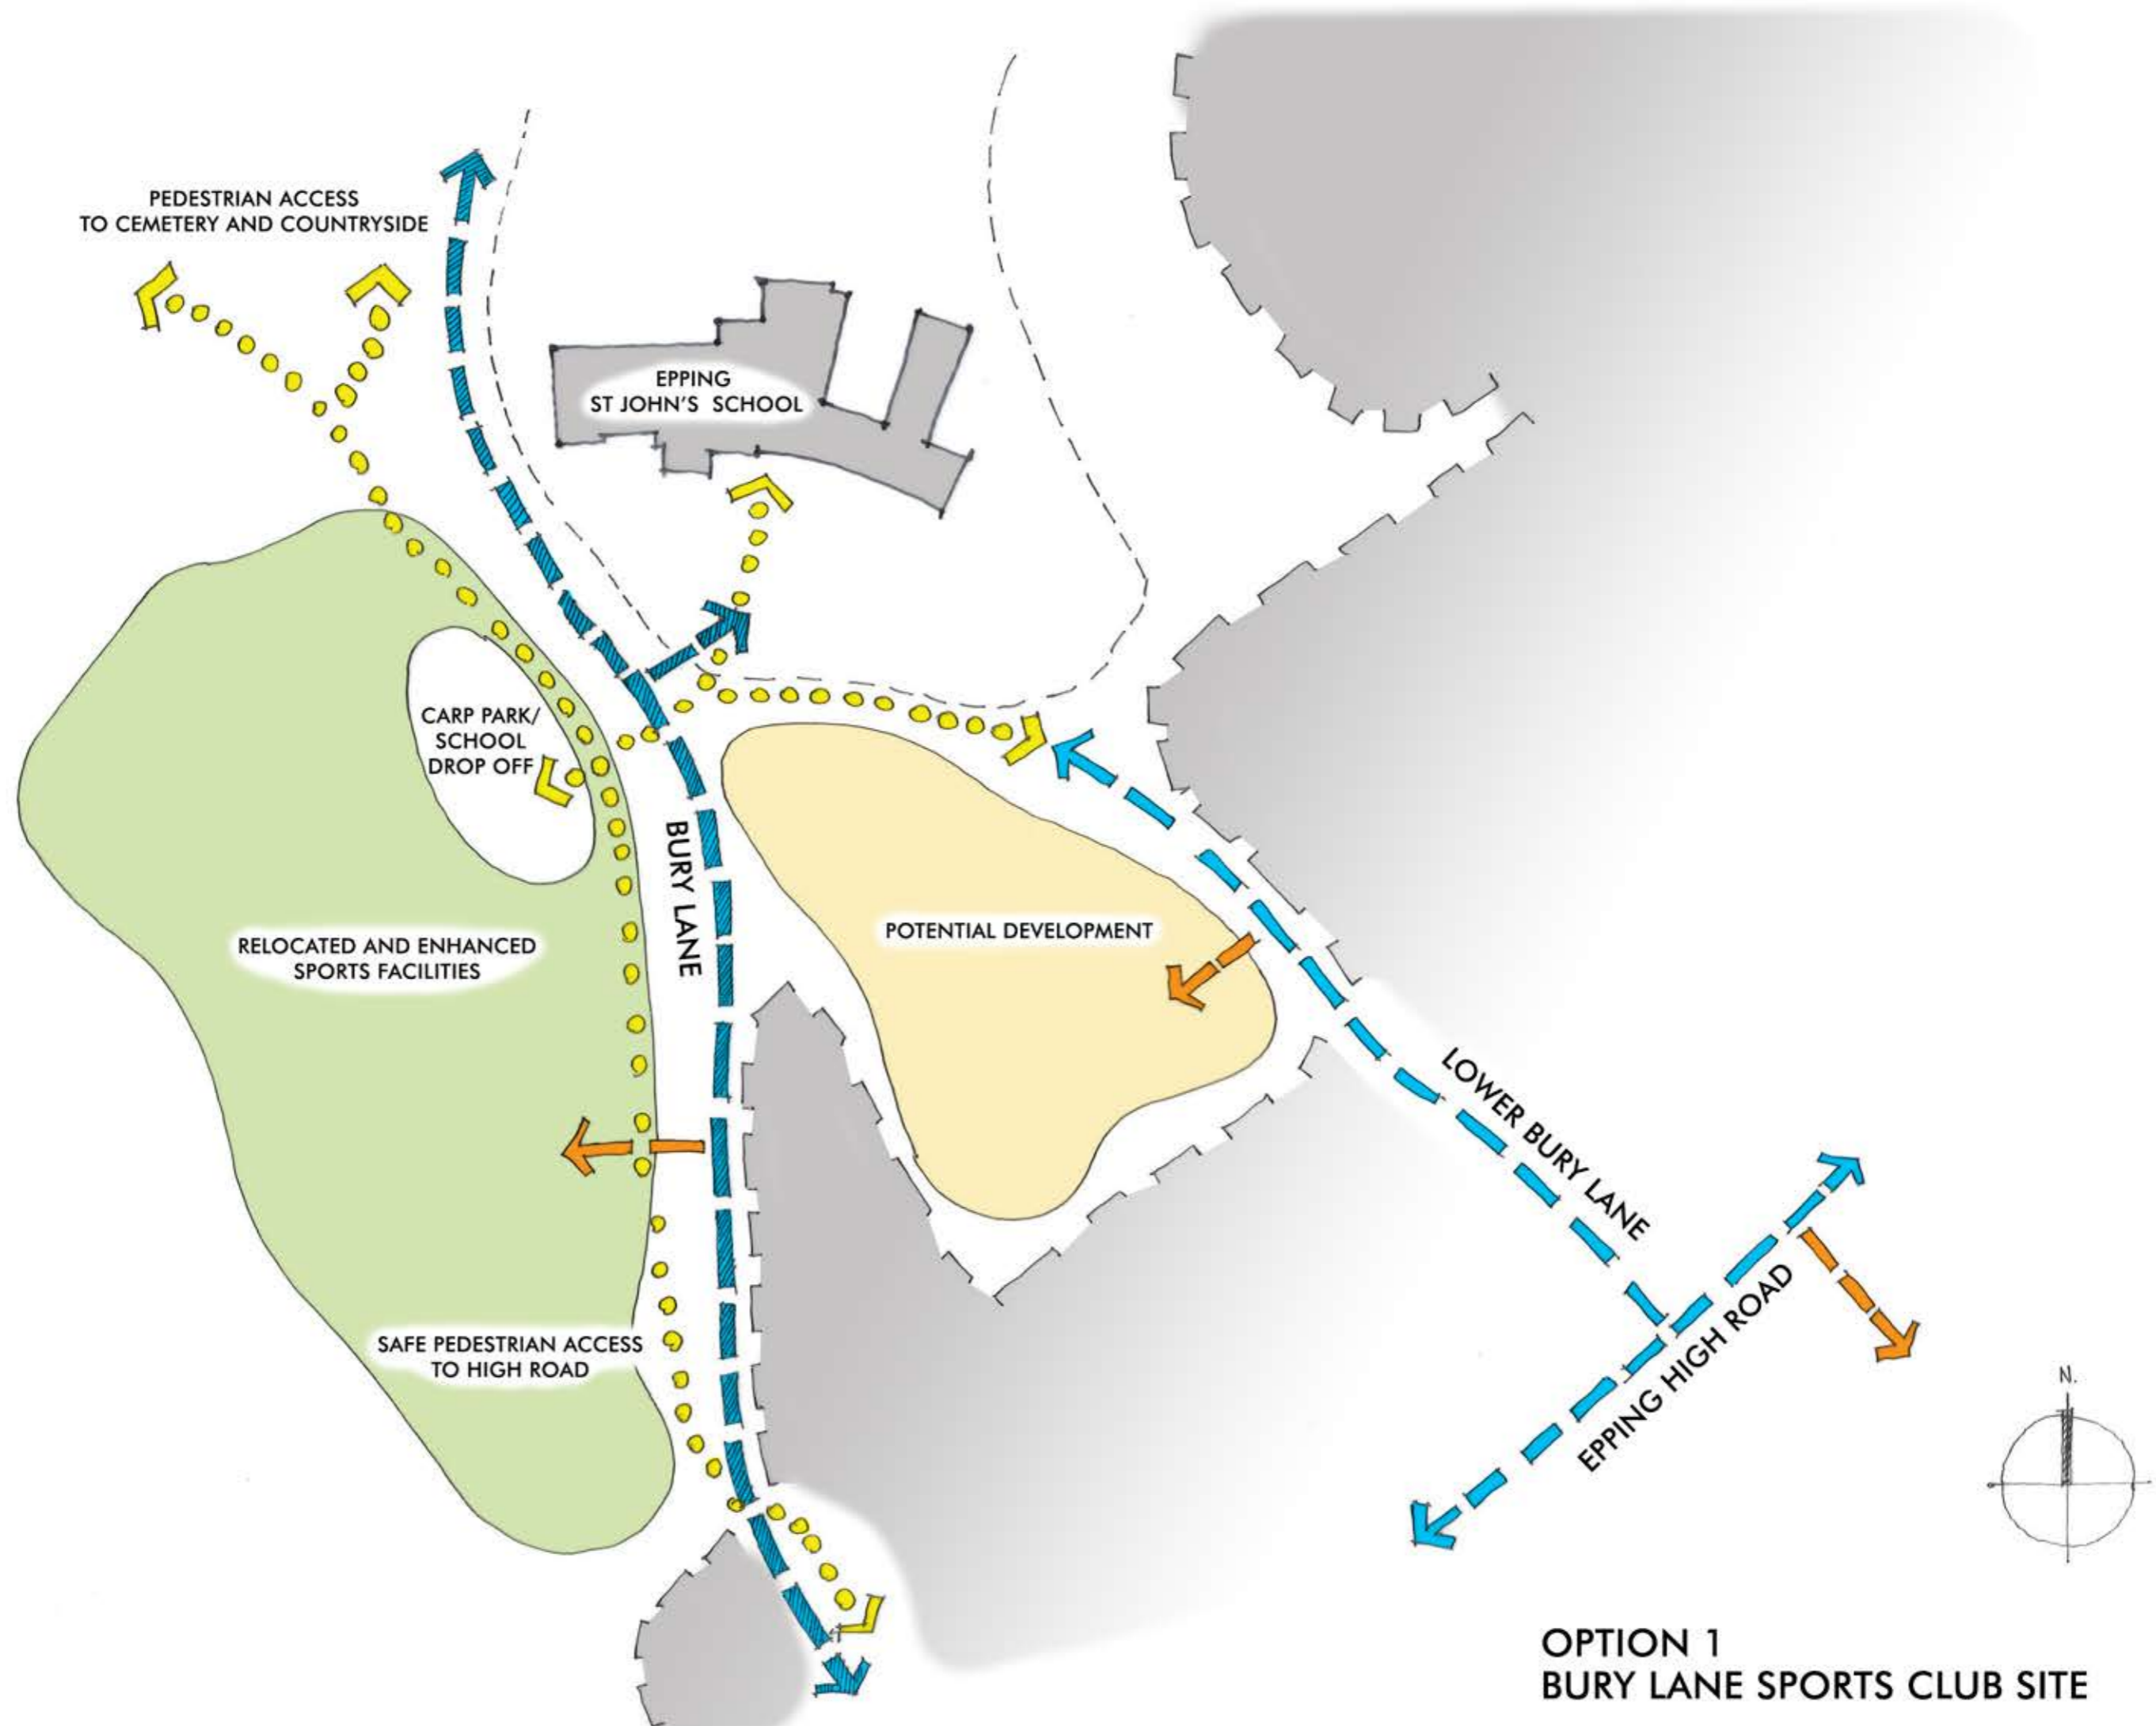 PEDESTRIAN ACCESS
TO CEMETERY AND COUNTRYSIDE
EPPING
ST JOHN'S SCHOOL
CARP PARK/
SCHOOL
DROP OFF
BURY LANE
POTENTIAL DEVELOPMENT
RELOCATED AND ENHANCED
SPORTS FACILITIES
LOWER BURY LANE
EPPING HIGH ROAD
SAFE PEDESTRIAN ACCESS
TO HIGH ROAD
N.
OPTION 1
BURY LANE SPORTS CLUB SITE